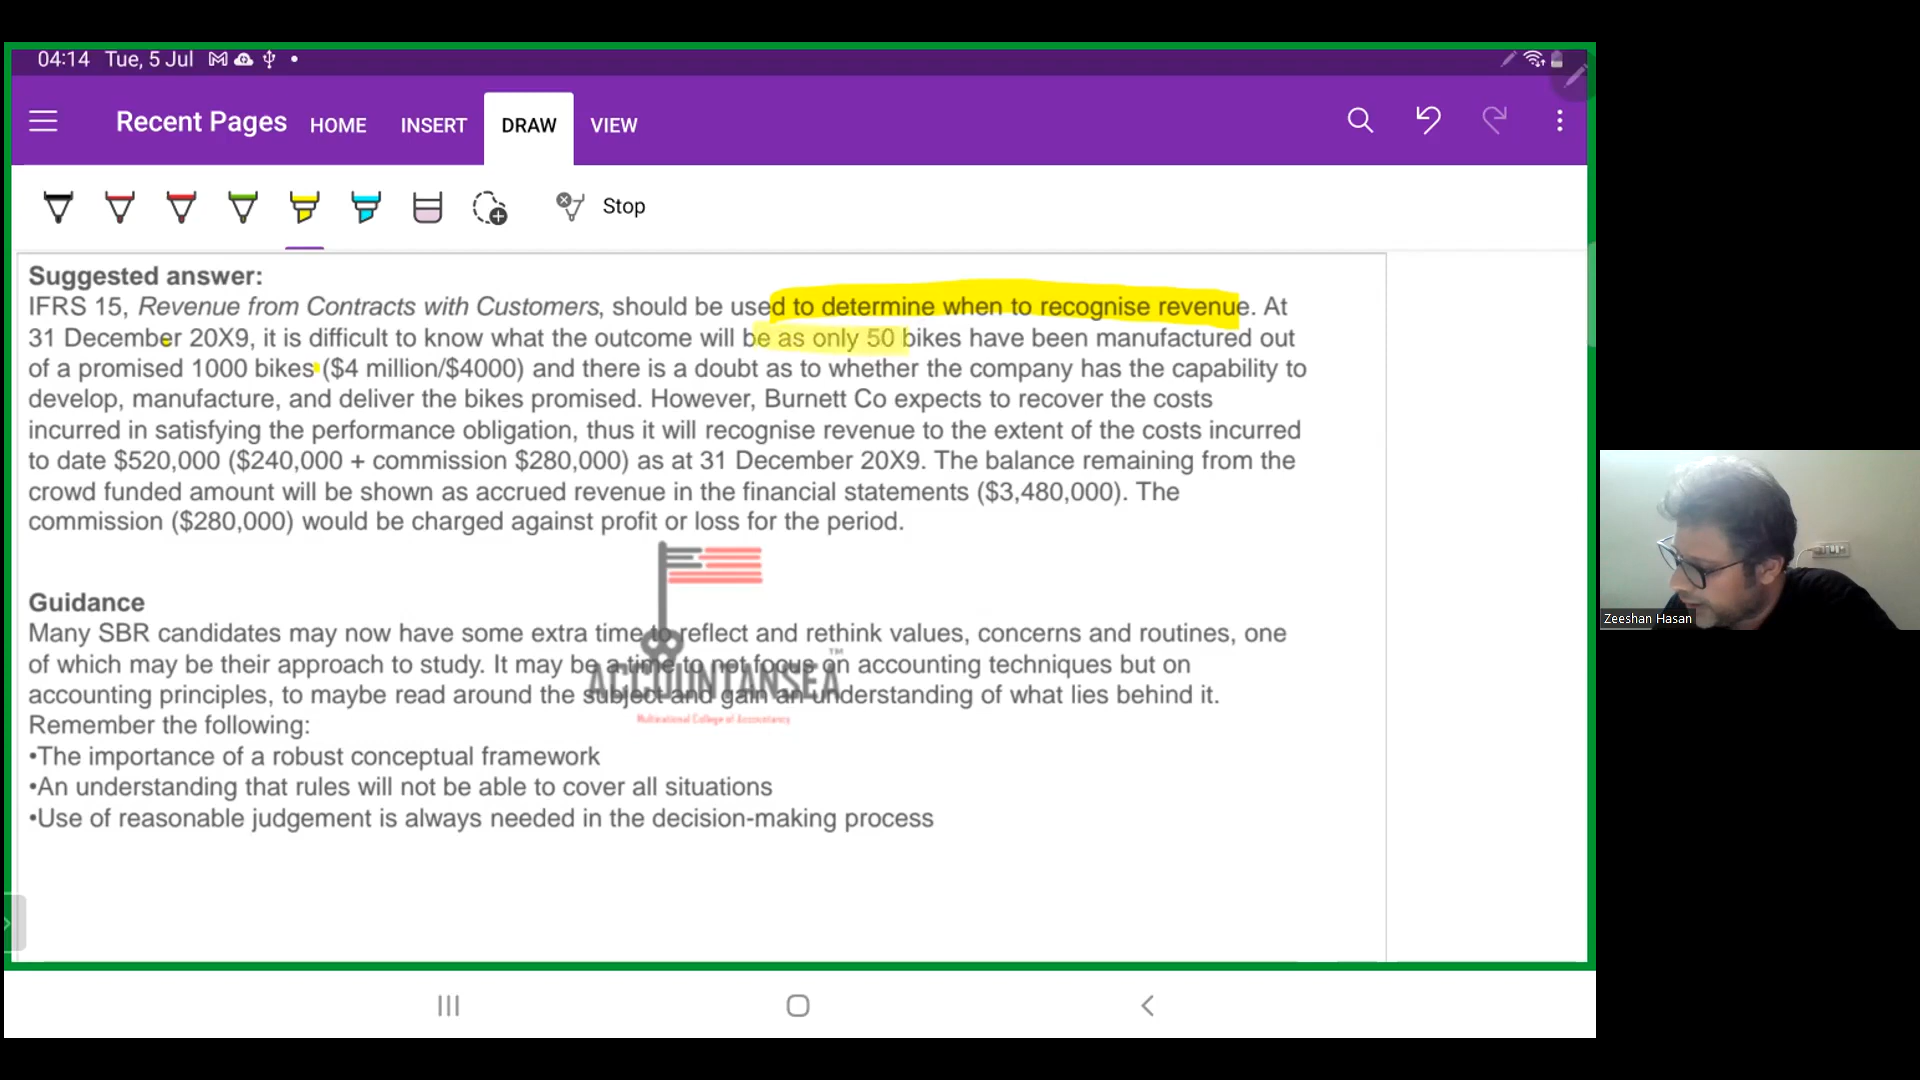 04:14 Tue, 5 Jul
Recent Pages HOME INSERT DRAW VIEW
Stop
Suggested answer:
IFRS 15, Revenue from Contracts with Customers, should be used to determine when to recognise revenue. At
31 December 20X9, it is difficult to know what the outcome will be as only 50 bikes have been manufactured out
of a promised 1000 bikes ($4 million/$4000) and there is a doubt as to whether the company has the capability to
develop, manufacture, and deliver the bikes promised. However, Burnett Co expects to recover the costs
incurred in satisfying the performance obligation, thus it will recognise revenue to the extent of the costs incurred
to date $520,000 ($240,000 + commission $280,000) as at 31 December 20X9. The balance remaining from the
crowd funded amount will be shown as accrued revenue in the financial statements ($3,480,000). The
commission ($280,000) would be charged against profit or loss for the period.
Guidance
Many SBR candidates may now have some extra time to reflect and rethink values, concerns and routines, one
of which may be their approach to study. It may be a time to not focus on accounting techniques but on
accounting principles, to maybe read around the subject and gain an understanding of what lies behind it.
Remember the following:
•The importance of a robust conceptual framework
•An understanding that rules will not be able to cover all situations
•Use of reasonable judgement is always needed in the decision-making process
ACCOUNTANSEA™
Multinational College of Accountancy
Zeeshan Hasan